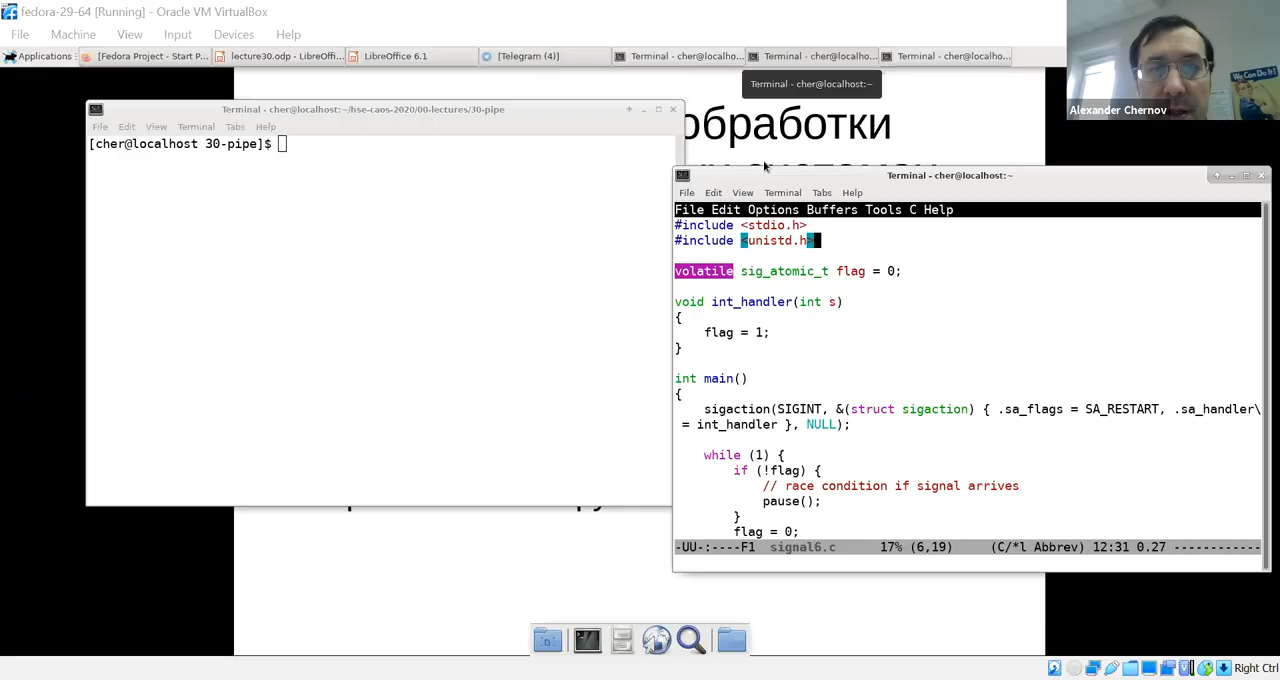 fedora-29-64 [Running] - Oracle VM VirtualBox
File Machine View Input Devices Help
Applications
[Fedora Project - Start P...
lecture30.odp - LibreOffi...
LibreOffice 6.1
[Telegram (4)]
Terminal - cher@localho...
Terminal - cher@localho...
Terminal - cher@localho...
Terminal - cher@localhost:~
We Can Do It!
Alexander Chernov
обработки
Terminal - cher@localhost:~/hse-caos-2020/00-lectures/30-pipe
File Edit View Terminal Tabs Help
[cher@localhost 30-pipe]$
Terminal - cher@localhost:~
File Edit View Terminal Tabs Help
File Edit Options Buffers Tools C Help
#include <stdio.h>
#include <unistd.h>
volatile sig_atomic_t flag = 0;
void int_handler(int s)
{
flag = 1;
}
int main()
{
sigaction(SIGINT, &(struct sigaction) { .sa_flags = SA_RESTART, .sa_handler\
= int_handler }, NULL);
while (1) {
if (!flag) {
// race condition if signal arrives
pause();
}
flag = 0;
-UU-:----F1 signal6.c 17% (6,19) (C/*l Abbrev) 12:31 0.27 ------------
Right Ctrl